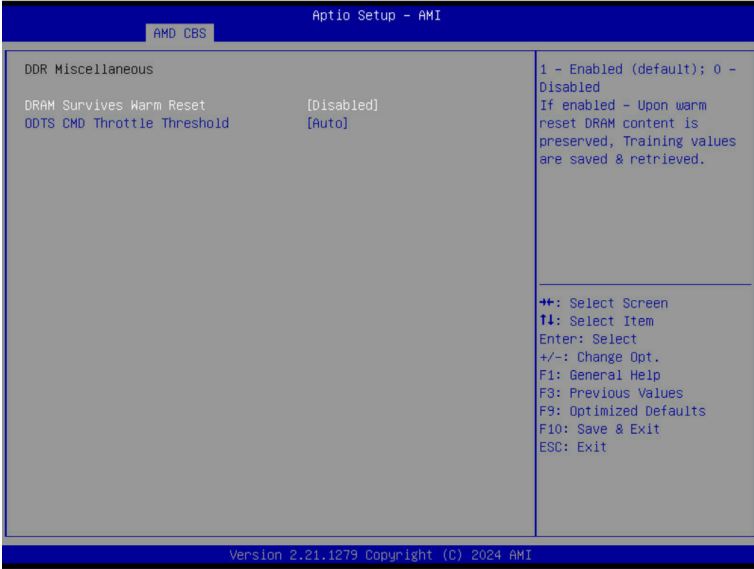 Aptio Setup - AMI
AMD CBS
DDR Miscellaneous
DRAM Survives Warm Reset [Disabled]
ODTS CMD Throttle Threshold [Auto]
1 - Enabled (default); 0 -
Disabled
If enabled - Upon warm
reset DRAM content is
preserved, Training values
are saved & retrieved.
→←: Select Screen
↑↓: Select Item
Enter: Select
+/-: Change Opt.
F1: General Help
F3: Previous Values
F9: Optimized Defaults
F10: Save & Exit
ESC: Exit
Version 2.21.1279 Copyright (C) 2024 AMI